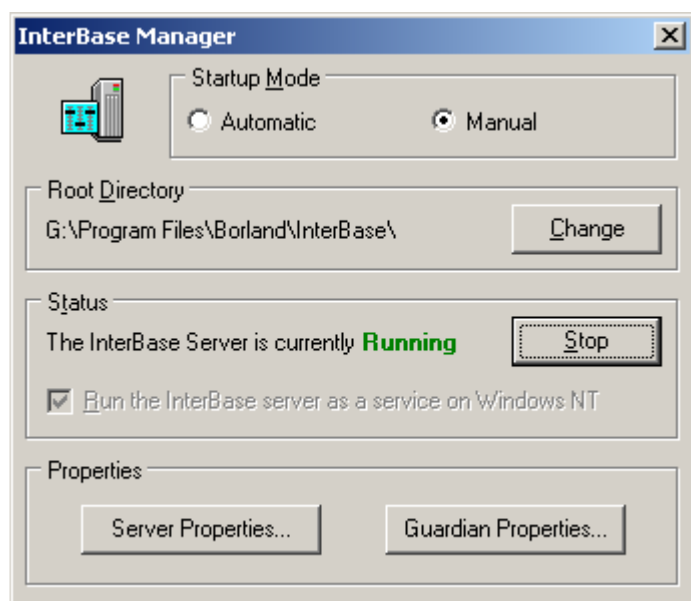 InterBase Manager
Startup Mode
Automatic
Manual
Root Directory
G:\Program Files\Borland\InterBase\
Change
Status
The InterBase Server is currently Running
Stop
Run the InterBase server as a service on Windows NT
Properties
Server Properties...
Guardian Properties...